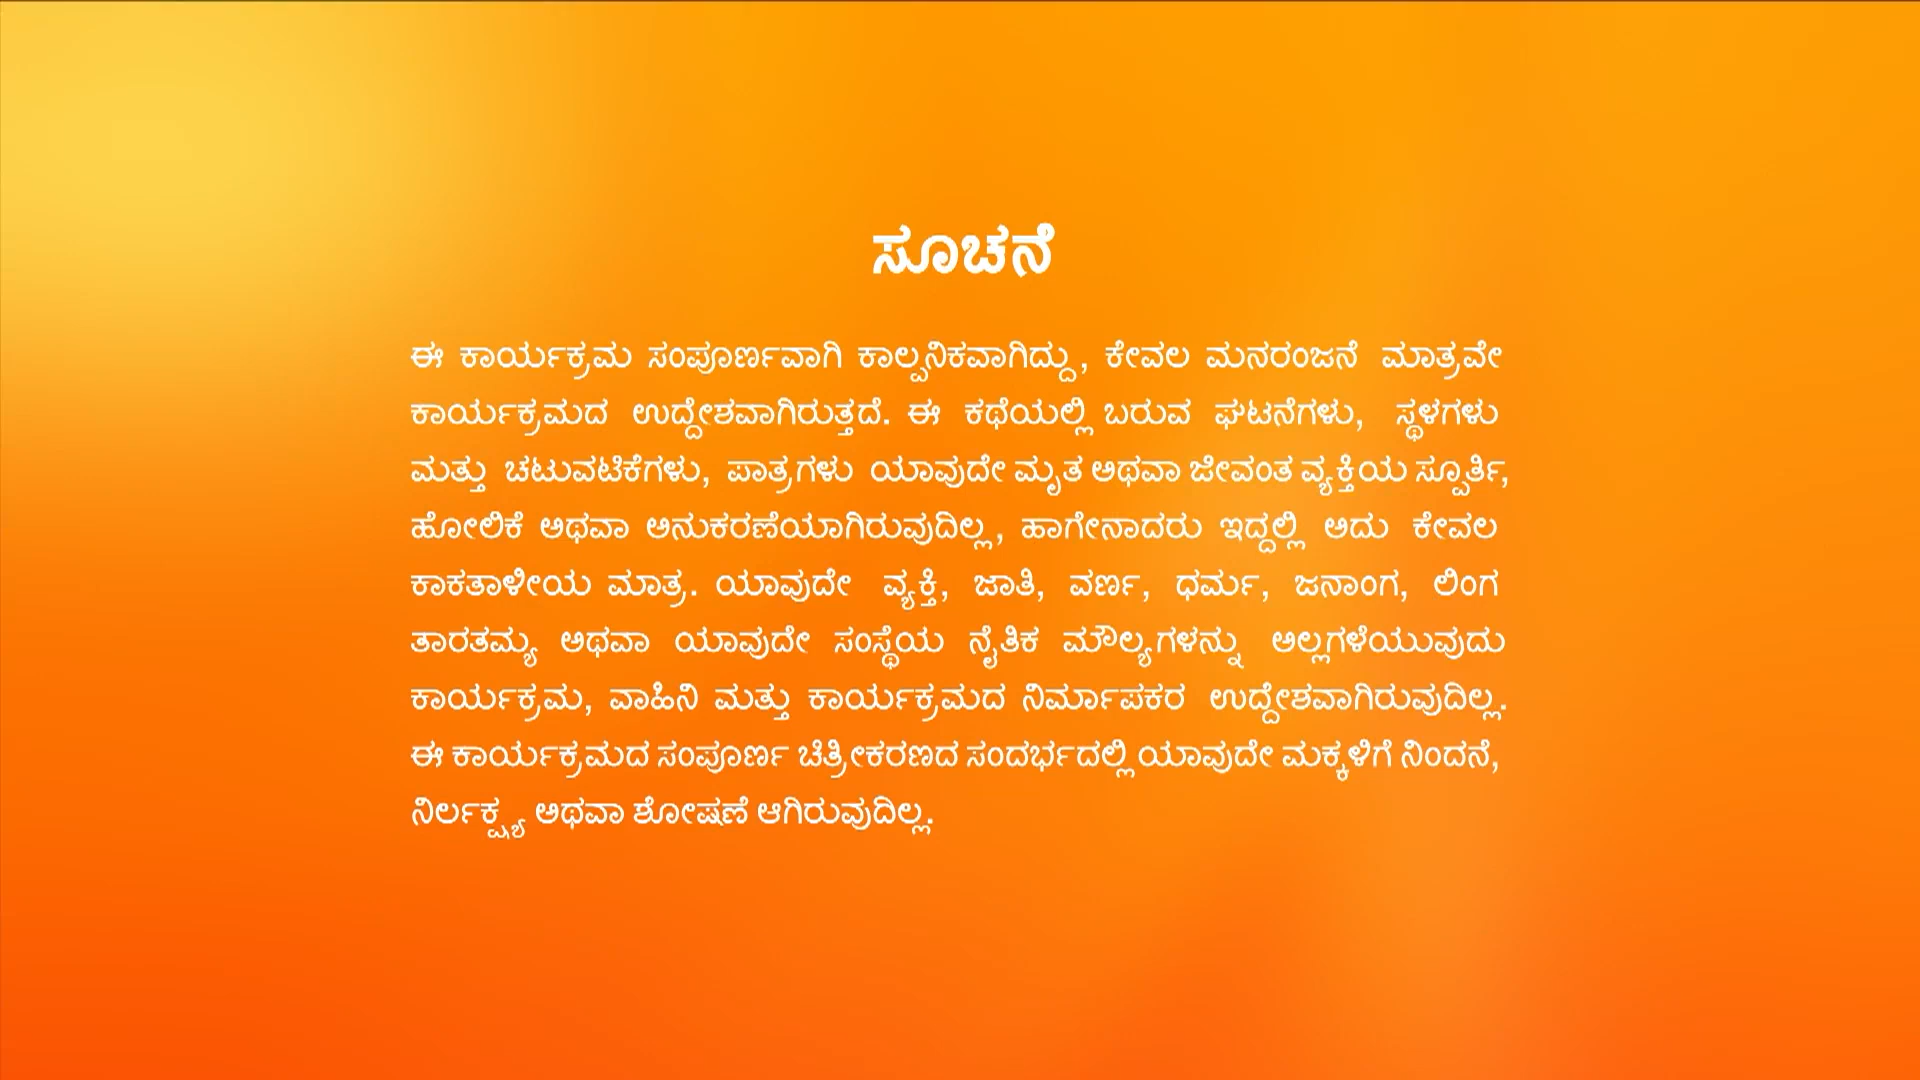 ಸೂಚನೆ
ಈ ಕಾರ್ಯಕ್ರಮ ಸಂಪೂರ್ಣವಾಗಿ ಕಾಲ್ಪನಿಕವಾಗಿದ್ದು, ಕೇವಲ ಮನರಂಜನೆ ಮಾತ್ರವೇ
ಕಾರ್ಯಕ್ರಮದ ಉದ್ದೇಶವಾಗಿರುತ್ತದೆ. ಈ ಕಥೆಯಲ್ಲಿ ಬರುವ ಘಟನೆಗಳು, ಸ್ಥಳಗಳು
ಮತ್ತು ಚಟುವಟಿಕೆಗಳು, ಪಾತ್ರಗಳು ಯಾವುದೇ ಮೃತ ಅಥವಾ ಜೀವಂತ ವ್ಯಕ್ತಿಯ ಸ್ಪೂರ್ತಿ,
ಹೋಲಿಕೆ ಅಥವಾ ಅನುಕರಣೆಯಾಗಿರುವುದಿಲ್ಲ, ಹಾಗೇನಾದರು ಇದ್ದಲ್ಲಿ ಅದು ಕೇವಲ
ಕಾಕತಾಳೀಯ ಮಾತ್ರ. ಯಾವುದೇ ವ್ಯಕ್ತಿ, ಜಾತಿ, ವರ್ಣ, ಧರ್ಮ, ಜನಾಂಗ, ಲಿಂಗ
ತಾರತಮ್ಯ ಅಥವಾ ಯಾವುದೇ ಸಂಸ್ಥೆಯ ನೈತಿಕ ಮೌಲ್ಯಗಳನ್ನು ಅಲ್ಲಗಳೆಯುವುದು
ಕಾರ್ಯಕ್ರಮ, ವಾಹಿನಿ ಮತ್ತು ಕಾರ್ಯಕ್ರಮದ ನಿರ್ಮಾಪಕರ ಉದ್ದೇಶವಾಗಿರುವುದಿಲ್ಲ.
ಈ ಕಾರ್ಯಕ್ರಮದ ಸಂಪೂರ್ಣ ಚಿತ್ರೀಕರಣದ ಸಂದರ್ಭದಲ್ಲಿ ಯಾವುದೇ ಮಕ್ಕಳಿಗೆ ನಿಂದನೆ,
ನಿರ್ಲಕ್ಷ್ಯ ಅಥವಾ ಶೋಷಣೆ ಆಗಿರುವುದಿಲ್ಲ.